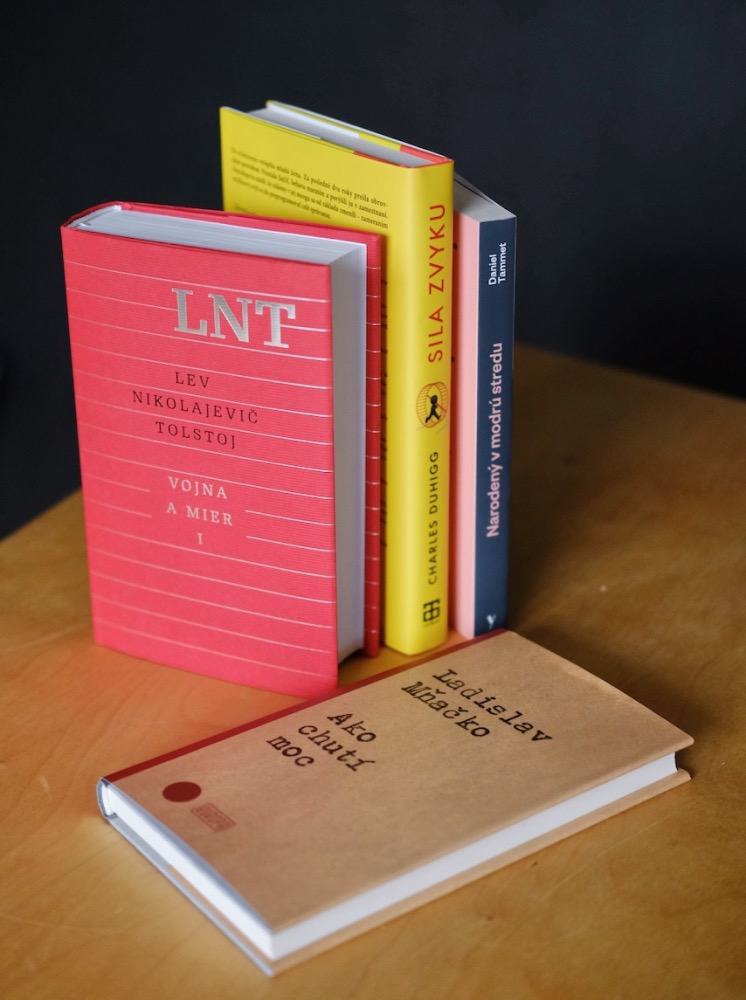 LNT
LEV
NIKOLAJEVIČ
TOLSTOJ
VOJNA
A MIER
I
SILA ZVYKU
CHARLES DUHIGG
Daniel
Tammet
Narodený v modrú stredu
Ladislav
Mňačko
Ako
chutí
moc